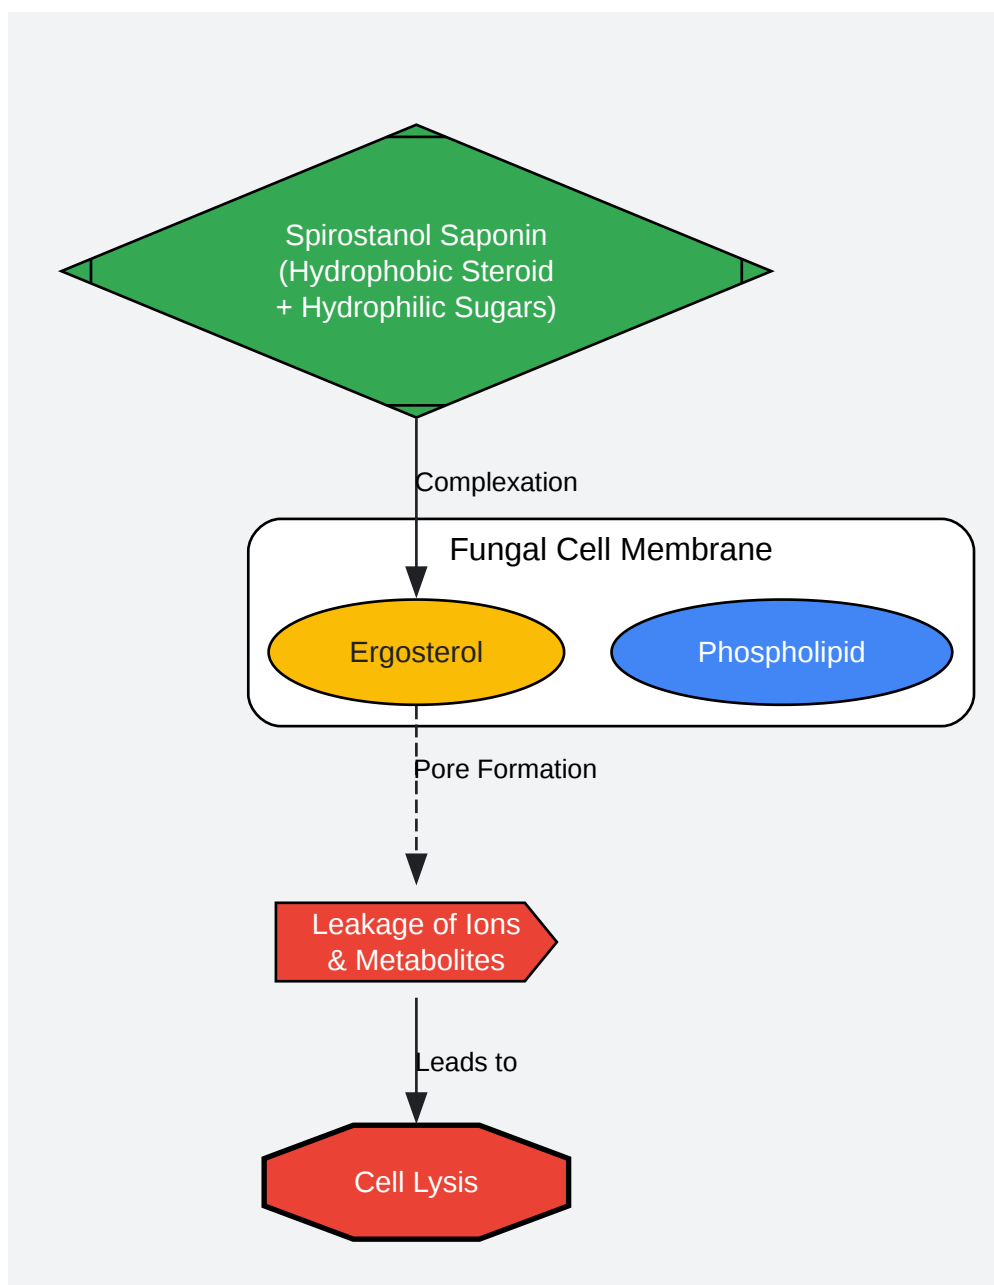 Spirostanol Saponin
(Hydrophobic Steroid
+ Hydrophilic Sugars)
Complexation
Fungal Cell Membrane
Ergosterol
Phospholipid
Pore Formation
Leakage of Ions
& Metabolites
Leads to
Cell Lysis